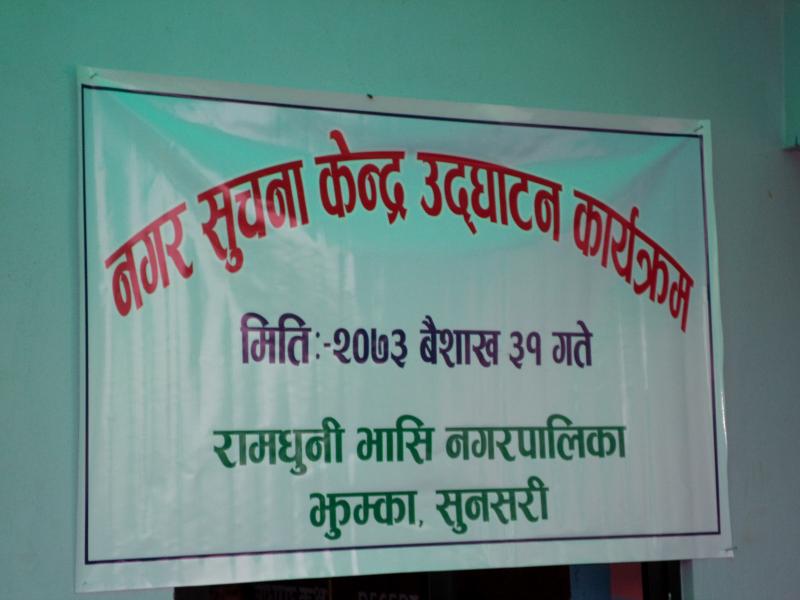 नगर सुचना केन्द्र उद्घाटन कार्यक्रम
मिति:-२०७३ बैशाख ३१ गते
रामधुनी भासि नगरपालिका
झुम्का, सुनसरी